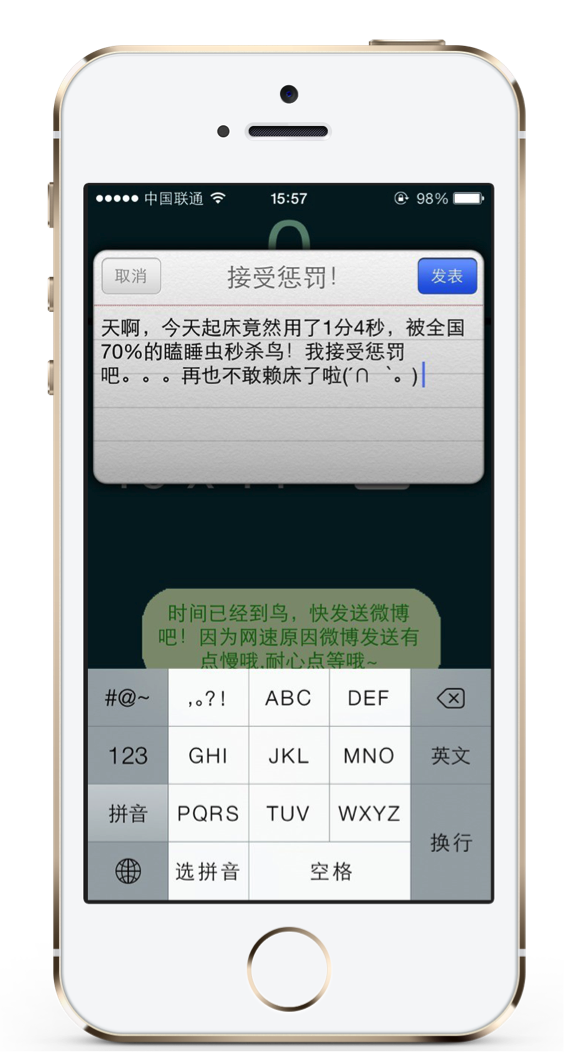 中国联通 15:57 98%
0
取消 接受惩罚！ 发表
天啊，今天起床竟然用了1分4秒，被全国
70%的瞌睡虫秒杀鸟！我接受惩罚
吧。。。再也不敢赖床了啦(´∩｀。)
时间已经到鸟，快发送微博
吧！因为网速原因微博发送有
点慢哦,耐心点等哦~
#@~ ,。?! ABC DEF
123 GHI JKL MNO 英文
拼音 PQRS TUV WXYZ
换行
选拼音 空格